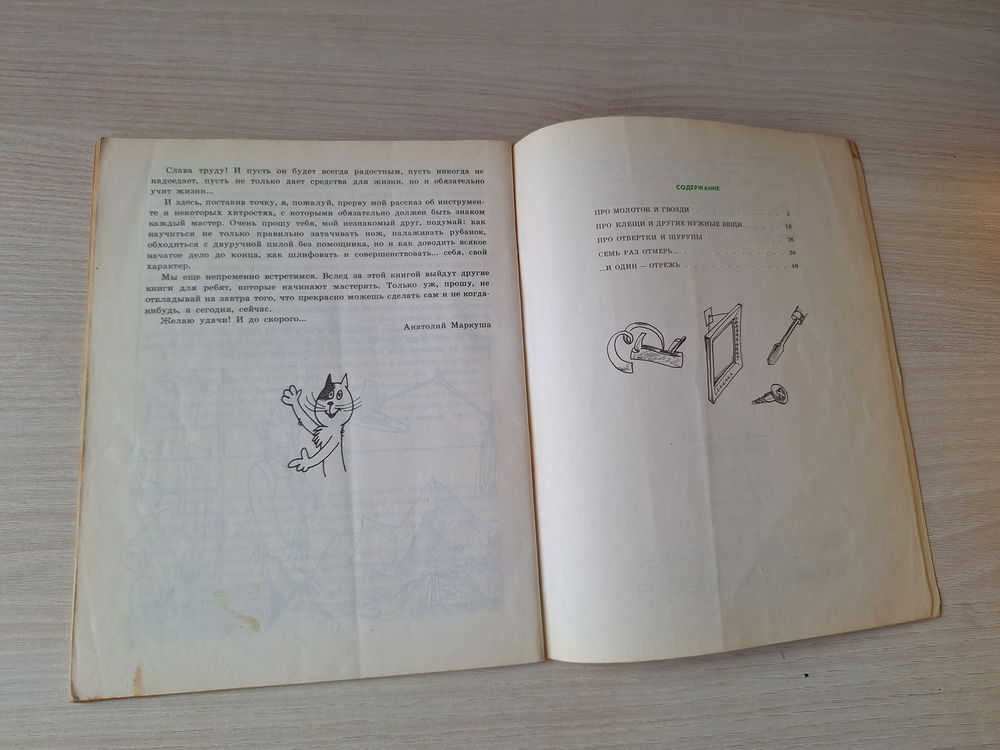 Слава труду! И пусть он будет всегда радостным, пусть никогда не
надоедает, пусть не только дает средства для жизни, но и обязательно
учит жизни...
И здесь, поставив точку, я, пожалуй, прерву мой рассказ об инструмен-
те и некоторых хитростях, с которыми обязательно должен быть знаком
каждый мастер. Очень прошу тебя, мой незнакомый друг, подумай: как
научиться не только правильно затачивать нож, налаживать рубанок,
обходиться с двуручной пилой без помощника, но и как доводить всякое
начатое дело до конца, как шлифовать и совершенствовать... себя, свой
характер.
Мы еще непременно встретимся. Вслед за этой книгой выйдут другие
книги для ребят, которые начинают мастерить. Только уж, прошу, не
откладывай на завтра того, что прекрасно можешь сделать сам и не когда-
нибудь, а сегодня, сейчас.
Желаю удачи! И до скорого...
Анатолий Маркуша
СОДЕРЖАНИЕ
ПРО МОЛОТОК И ГВОЗДИ . . . . . . . . . . 5
ПРО КЛЕЩИ И ДРУГИЕ НУЖНЫЕ ВЕЩИ . . . . 16
ПРО ОТВЕРТКИ И ШУРУПЫ . . . . . . . . . 26
СЕМЬ РАЗ ОТМЕРЬ... . . . . . . . . . . . 36
...И ОДИН — ОТРЕЖЬ . . . . . . . . . . . 46